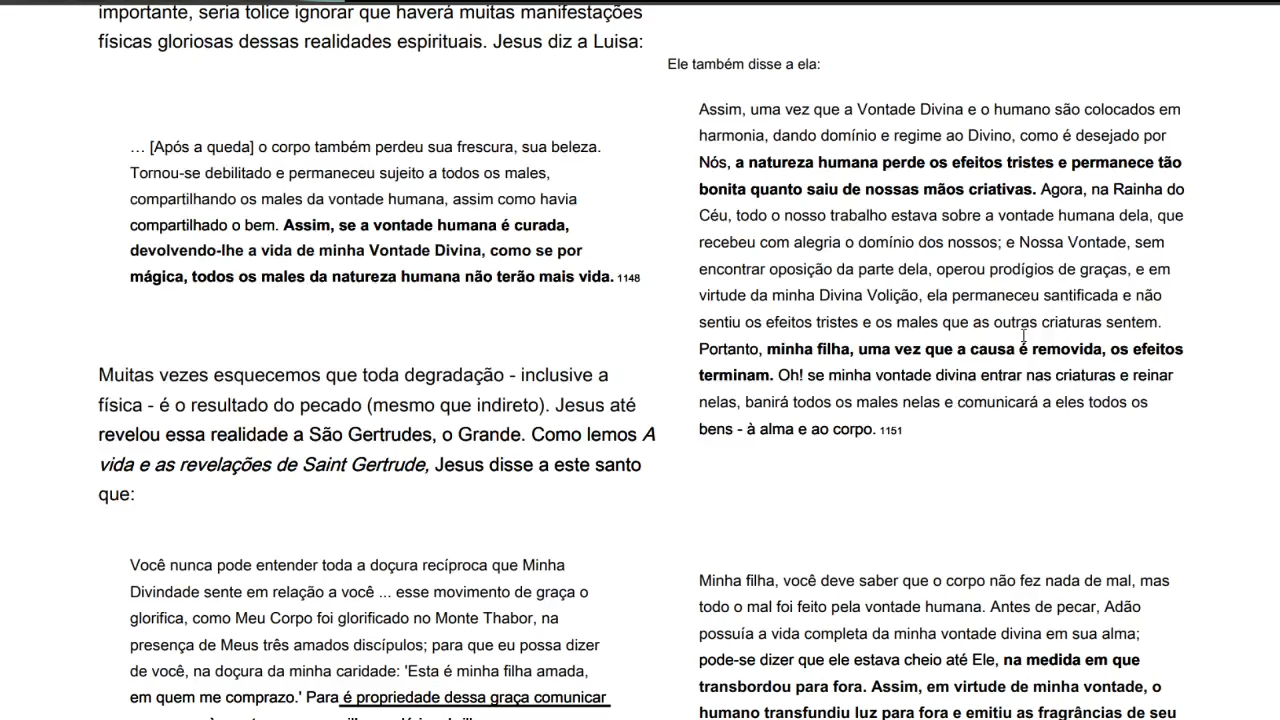 importante, seria tolice ignorar que haverá muitas manifestações
físicas gloriosas dessas realidades espirituais. Jesus diz a Luisa:
… [Após a queda] o corpo também perdeu sua frescura, sua beleza.
Tornou-se debilitado e permaneceu sujeito a todos os males,
compartilhando os males da vontade humana, assim como havia
compartilhado o bem. Assim, se a vontade humana é curada,
devolvendo-lhe a vida de minha Vontade Divina, como se por
mágica, todos os males da natureza humana não terão mais vida. 1148
Muitas vezes esquecemos que toda degradação - inclusive a
física - é o resultado do pecado (mesmo que indireto). Jesus até
revelou essa realidade a São Gertrudes, o Grande. Como lemos A
vida e as revelações de Saint Gertrude, Jesus disse a este santo
que:
Você nunca pode entender toda a doçura recíproca que Minha
Divindade sente em relação a você ... esse movimento de graça o
glorifica, como Meu Corpo foi glorificado no Monte Thabor, na
presença de Meus três amados discípulos; para que eu possa dizer
de você, na doçura da minha caridade: 'Esta é minha filha amada,
em quem me comprazo.' Para é propriedade dessa graça comunicar
Ele também disse a ela:
Assim, uma vez que a Vontade Divina e o humano são colocados em
harmonia, dando domínio e regime ao Divino, como é desejado por
Nós, a natureza humana perde os efeitos tristes e permanece tão
bonita quanto saiu de nossas mãos criativas. Agora, na Rainha do
Céu, todo o nosso trabalho estava sobre a vontade humana dela, que
recebeu com alegria o domínio dos nossos; e Nossa Vontade, sem
encontrar oposição da parte dela, operou prodígios de graças, e em
virtude da minha Divina Volição, ela permaneceu santificada e não
sentiu os efeitos tristes e os males que as outras criaturas sentem.
Portanto, minha filha, uma vez que a causa é removida, os efeitos
terminam. Oh! se minha vontade divina entrar nas criaturas e reinar
nelas, banirá todos os males nelas e comunicará a eles todos os
bens - à alma e ao corpo. 1151
Minha filha, você deve saber que o corpo não fez nada de mal, mas
todo o mal foi feito pela vontade humana. Antes de pecar, Adão
possuía a vida completa da minha vontade divina em sua alma;
pode-se dizer que ele estava cheio até Ele, na medida em que
transbordou para fora. Assim, em virtude de minha vontade, o
humano transfundiu luz para fora e emitiu as fragrâncias de seu